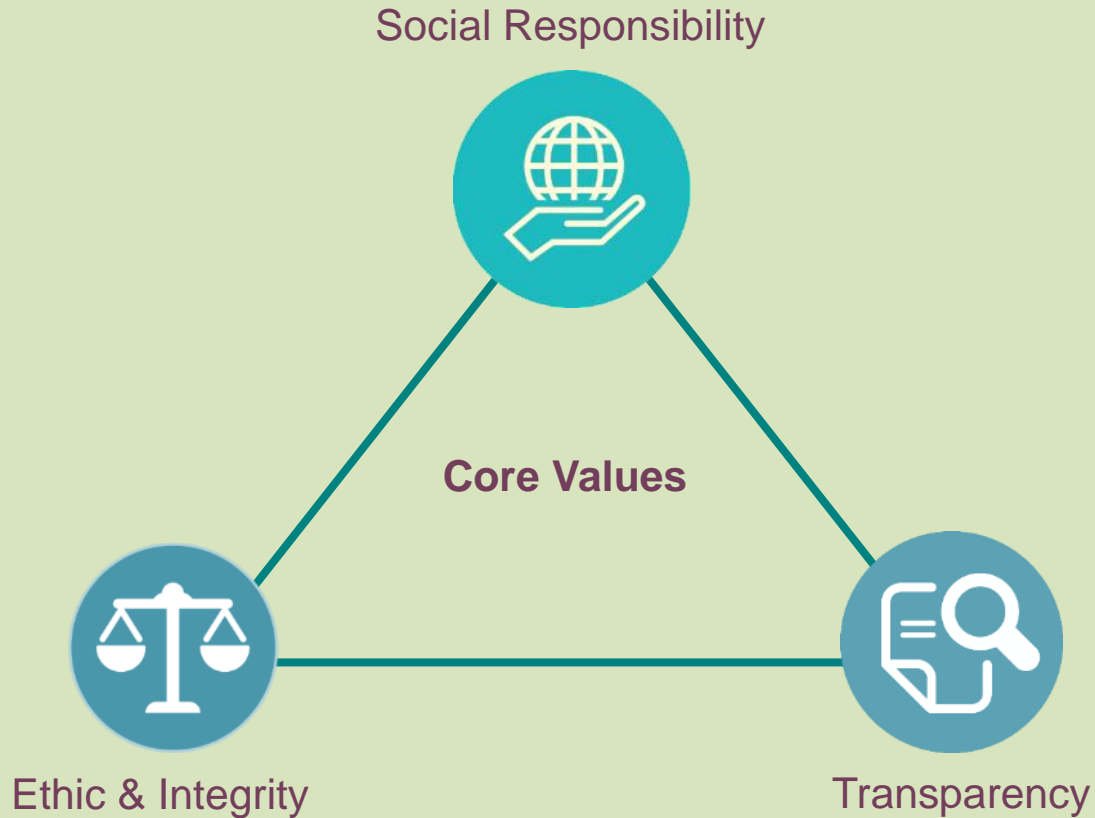 Social Responsibility
Core Values
Ethic & Integrity
Transparency